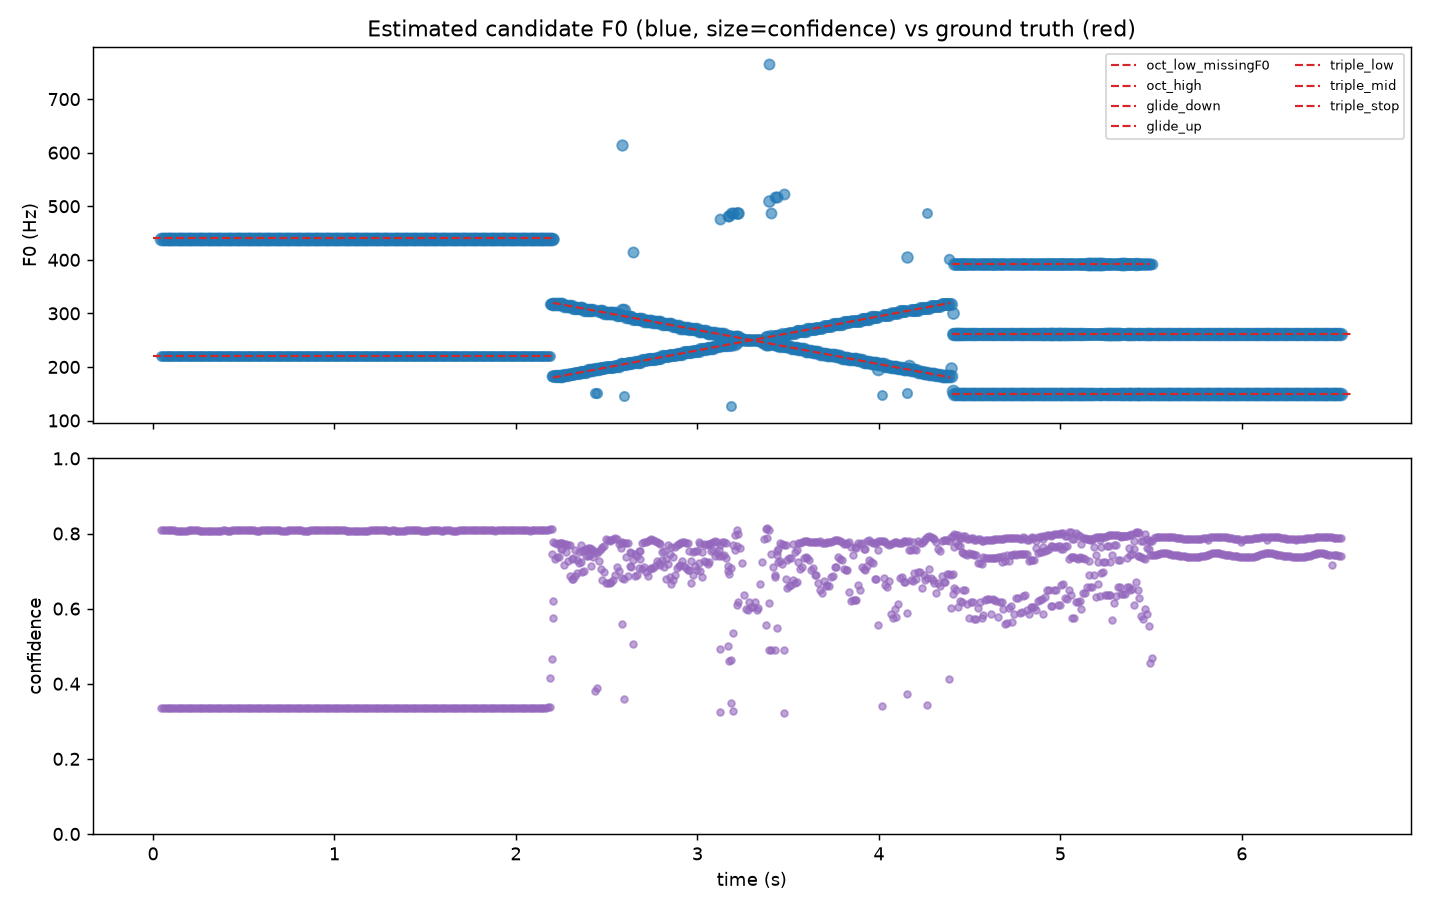 Estimated candidate F0 (blue, size=confidence) vs ground truth (red)
F0 (Hz)
700
600
500
400
300
200
100
oct_low_missingF0
oct_high
glide_down
glide_up
triple_low
triple_mid
triple_stop
confidence
1.0
0.8
0.6
0.4
0.2
0.0
0 1 2 3 4 5 6
time (s)